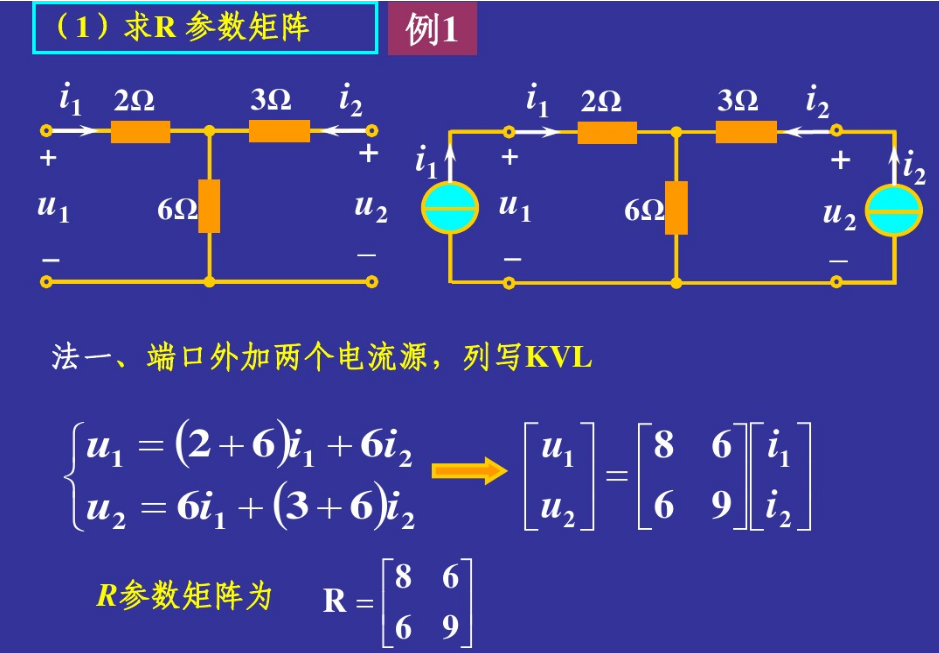 （1）求R 参数矩阵 例1
i₁ 2Ω 3Ω i₂ i₁ 2Ω 3Ω i₂
+ + i₁ + + i₂
u₁ 6Ω u₂ u₁ 6Ω u₂
− − − −
法一、端口外加两个电流源，列写KVL
u₁ = (2+6)i₁ + 6i₂ [u₁] = [8 6] [i₁]
u₂ = 6i₁ + (3+6)i₂ [u₂] [6 9] [i₂]
R参数矩阵为 R = [8 6]
[6 9]